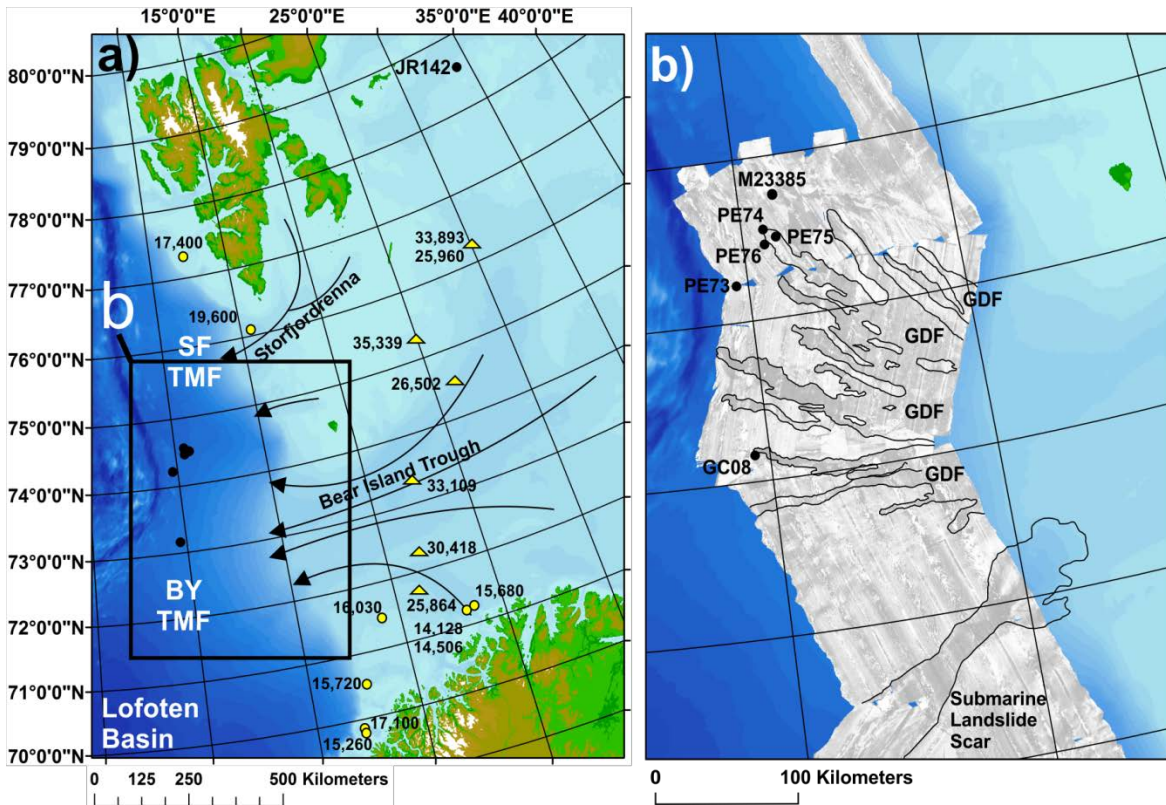 15°0'0"E
25°0'0"E
35°0'0"E
40°0'0"E
a)
80°0'0"N
79°0'0"N
78°0'0"N
77°0'0"N
76°0'0"N
75°0'0"N
74°0'0"N
73°0'0"N
72°0'0"N
71°0'0"N
70°0'0"N
JR142
17,400
33,893
25,960
b
19,600
Storfjordrenna
SF
TMF
35,339
26,502
Bear Island Trough
33,109
30,418
BY
TMF
16,030
25,864
15,680
14,128
14,506
15,720
Lofoten
Basin
17,100
15,260
0 125 250 500 Kilometers
b)
M23385
PE74
PE75
PE76
PE73
GDF
GDF
GDF
GC08
GDF
Submarine
Landslide
Scar
0 100 Kilometers